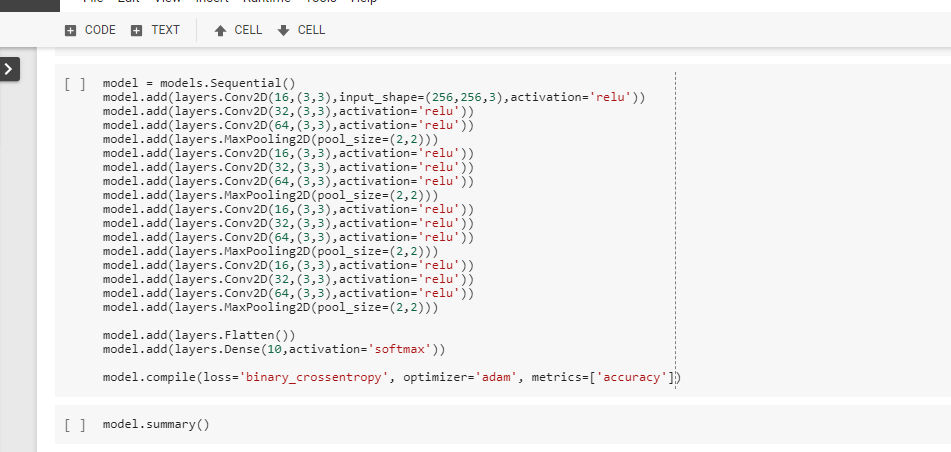 File Edit View Insert Runtime Tools Help
CODE TEXT CELL CELL
[ ] model = models.Sequential()
model.add(layers.Conv2D(16,(3,3),input_shape=(256,256,3),activation='relu'))
model.add(layers.Conv2D(32,(3,3),activation='relu'))
model.add(layers.Conv2D(64,(3,3),activation='relu'))
model.add(layers.MaxPooling2D(pool_size=(2,2)))
model.add(layers.Conv2D(16,(3,3),activation='relu'))
model.add(layers.Conv2D(32,(3,3),activation='relu'))
model.add(layers.Conv2D(64,(3,3),activation='relu'))
model.add(layers.MaxPooling2D(pool_size=(2,2)))
model.add(layers.Conv2D(16,(3,3),activation='relu'))
model.add(layers.Conv2D(32,(3,3),activation='relu'))
model.add(layers.Conv2D(64,(3,3),activation='relu'))
model.add(layers.MaxPooling2D(pool_size=(2,2)))
model.add(layers.Conv2D(16,(3,3),activation='relu'))
model.add(layers.Conv2D(32,(3,3),activation='relu'))
model.add(layers.Conv2D(64,(3,3),activation='relu'))
model.add(layers.MaxPooling2D(pool_size=(2,2)))
model.add(layers.Flatten())
model.add(layers.Dense(10,activation='softmax'))
model.compile(loss='binary_crossentropy', optimizer='adam', metrics=['accuracy'])
[ ] model.summary()